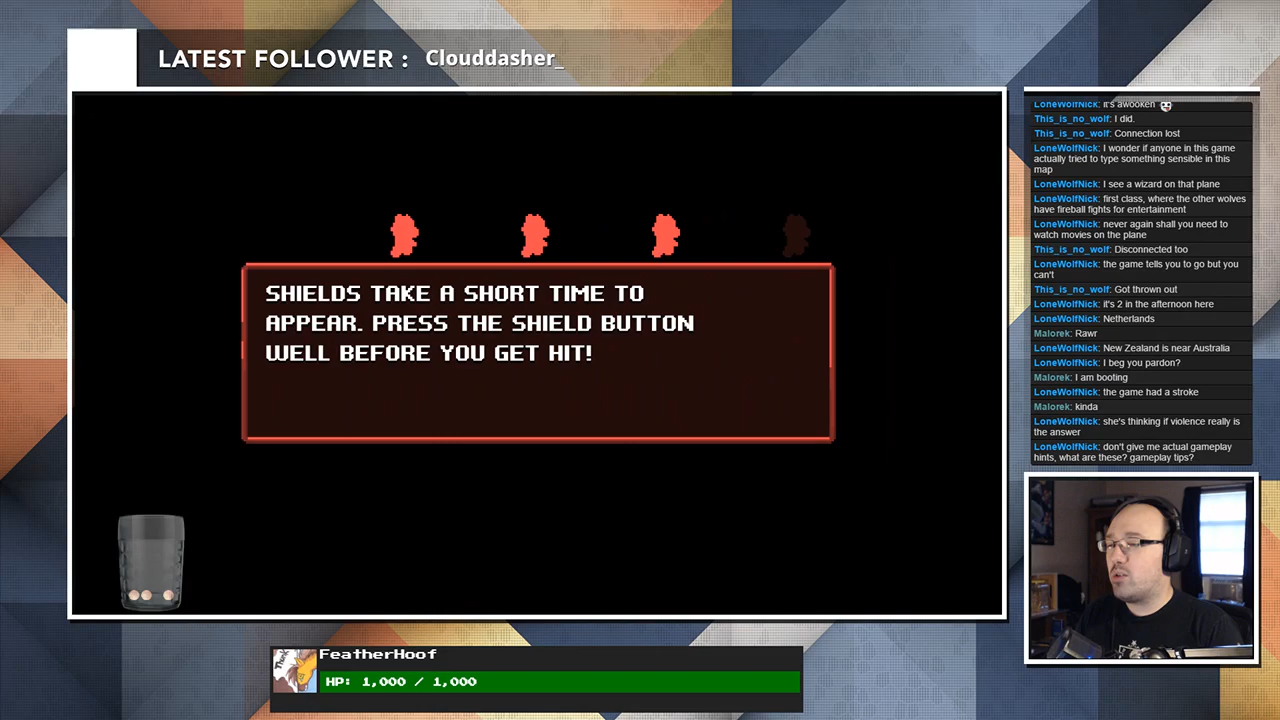 LATEST FOLLOWER : Clouddasher_
SHIELDS TAKE A SHORT TIME TO
APPEAR. PRESS THE SHIELD BUTTON
WELL BEFORE YOU GET HIT!
FeatherHoof
HP: 1,000 / 1,000
LoneWolfNick: it's awooken
This_is_no_wolf: I did.
This_is_no_wolf: Connection lost
LoneWolfNick: I wonder if anyone in this game
actually tried to type something sensible in this
map
LoneWolfNick: I see a wizard on that plane
LoneWolfNick: first class, where the other wolves
have fireball fights for entertainment
LoneWolfNick: never again shall you need to
watch movies on the plane
This_is_no_wolf: Disconnected too
LoneWolfNick: the game tells you to go but you
can't
This_is_no_wolf: Got thrown out
LoneWolfNick: it's 2 in the afternoon here
LoneWolfNick: Netherlands
Malorek: Rawr
LoneWolfNick: New Zealand is near Australia
LoneWolfNick: I beg you pardon?
Malorek: I am booting
LoneWolfNick: the game had a stroke
Malorek: kinda
LoneWolfNick: she's thinking if violence really is
the answer
LoneWolfNick: don't give me actual gameplay
hints, what are these? gameplay tips?